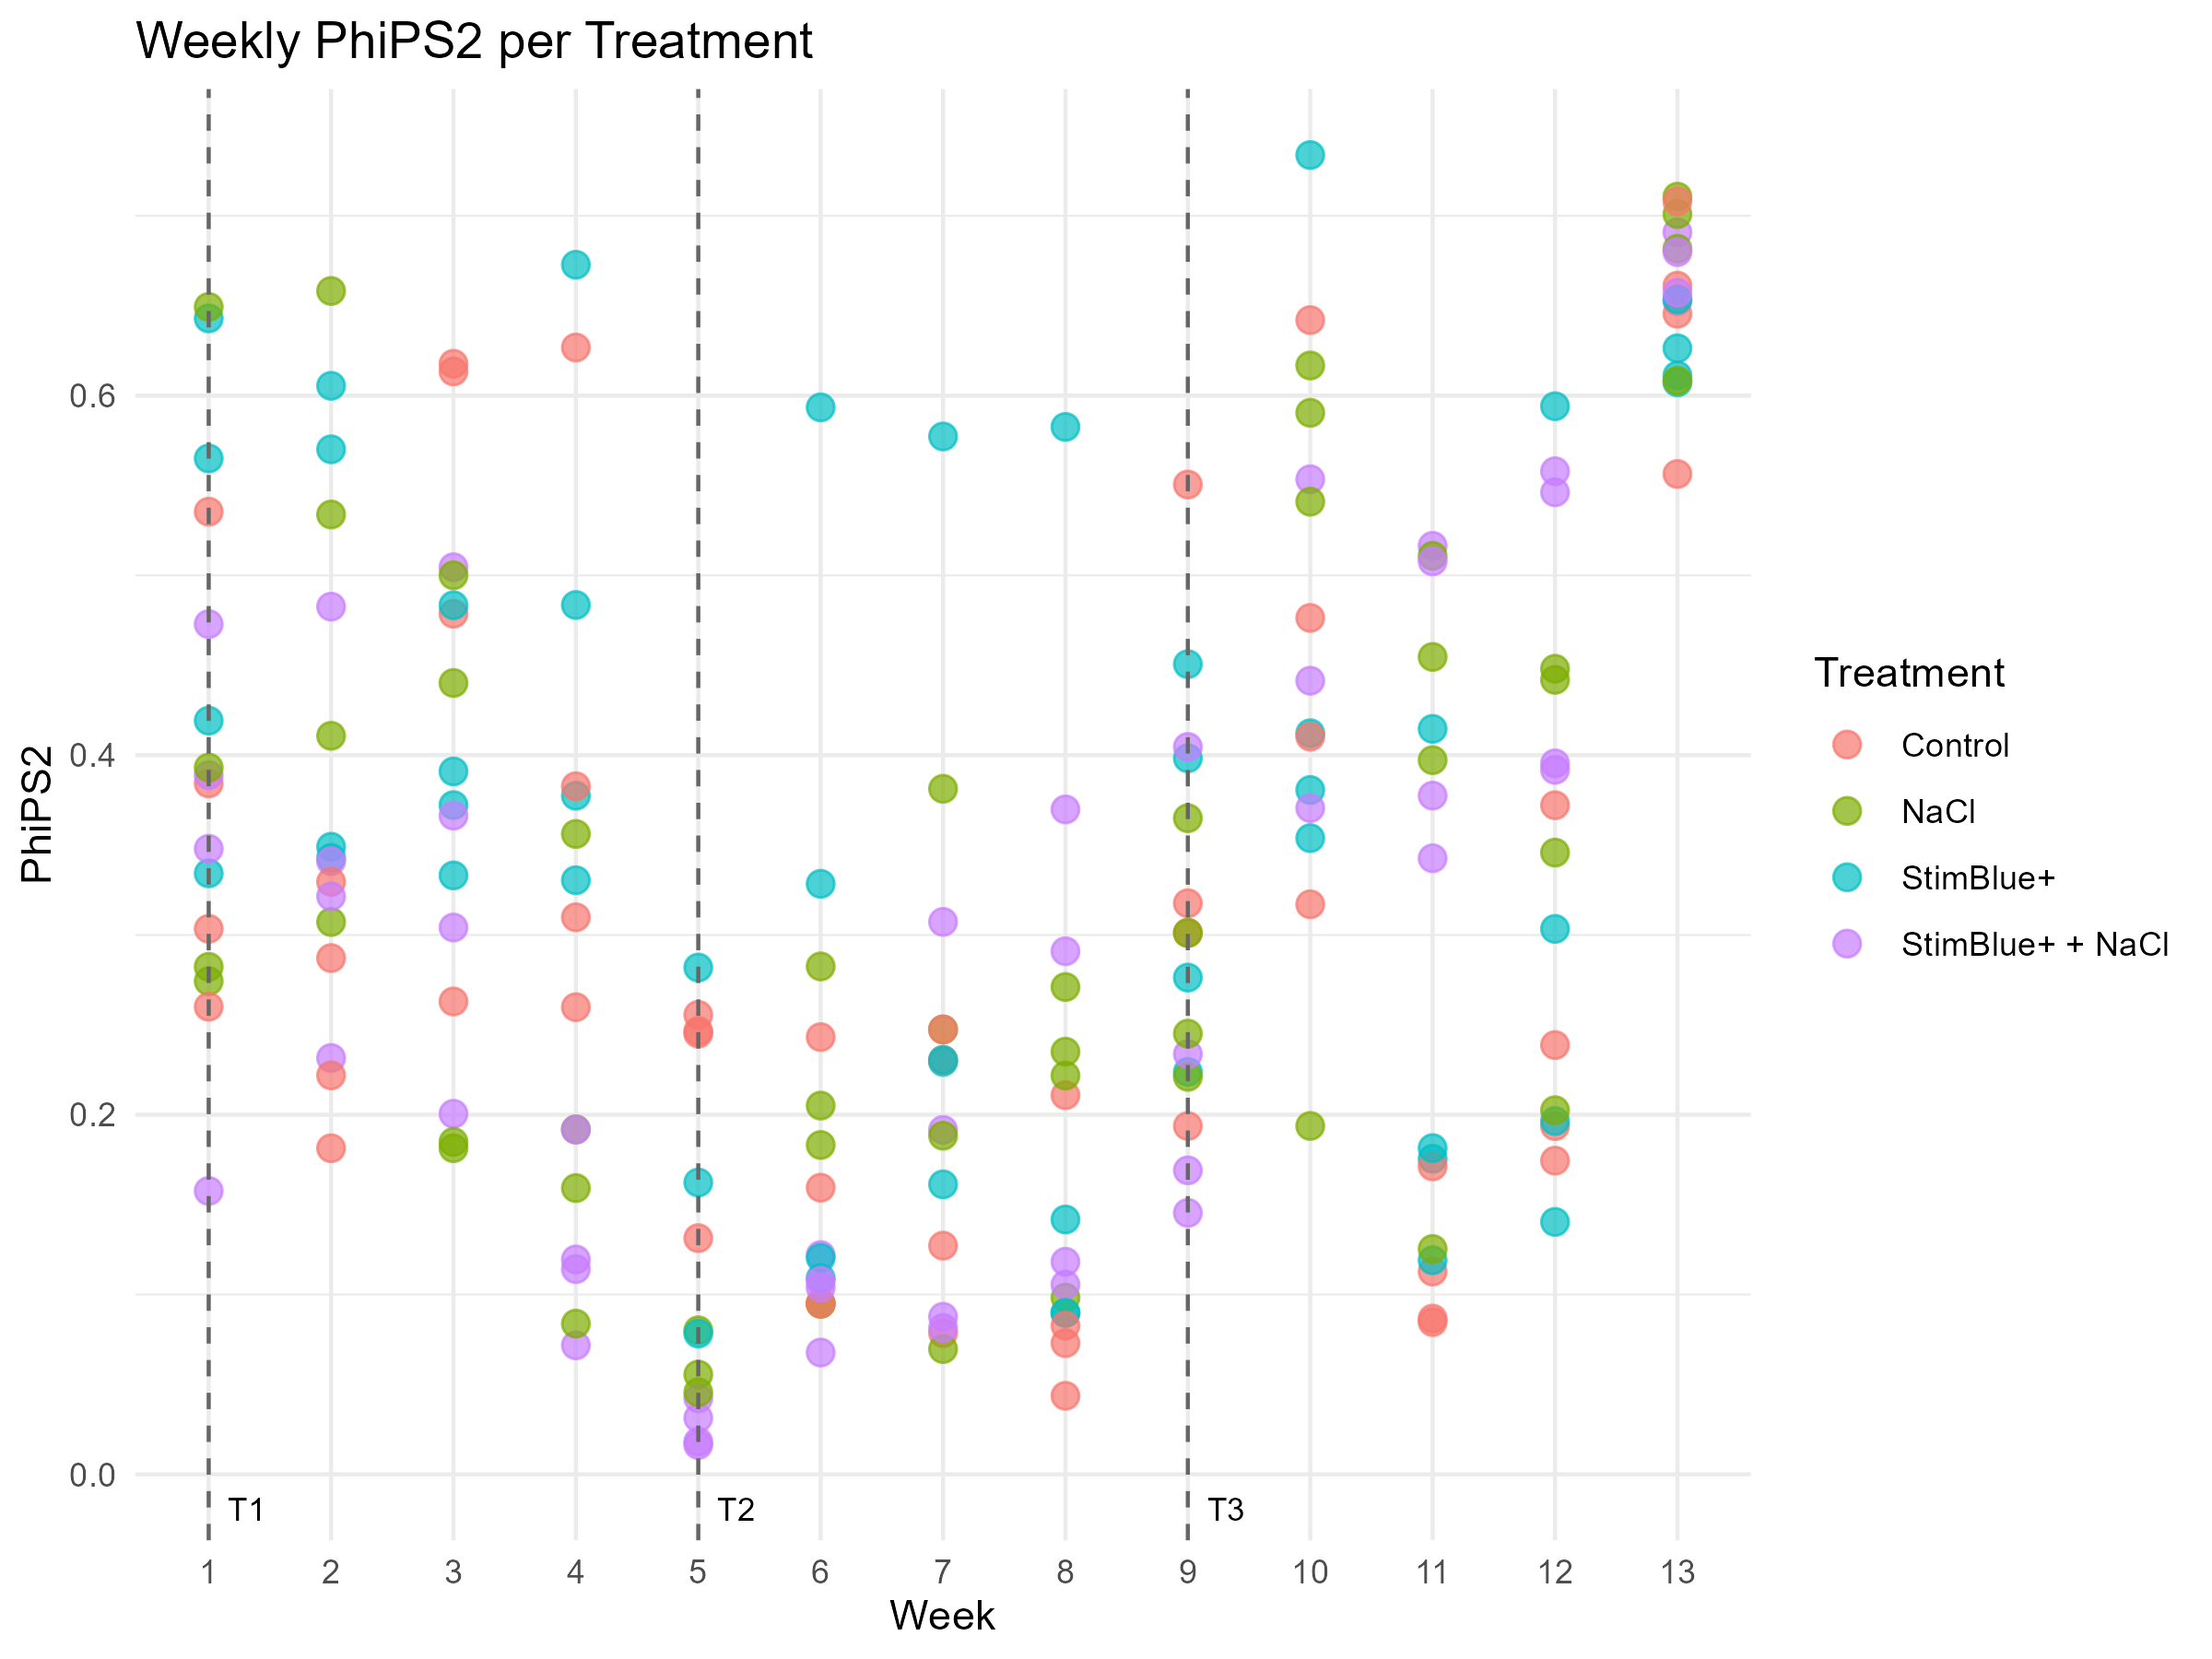 Weekly PhiPS2 per Treatment
PhiPS2
0.6
0.4
0.2
0.0
T1
T2
T3
1 2 3 4 5 6 7 8 9 10 11 12 13
Week
Treatment
Control
NaCl
StimBlue+
StimBlue+ + NaCl